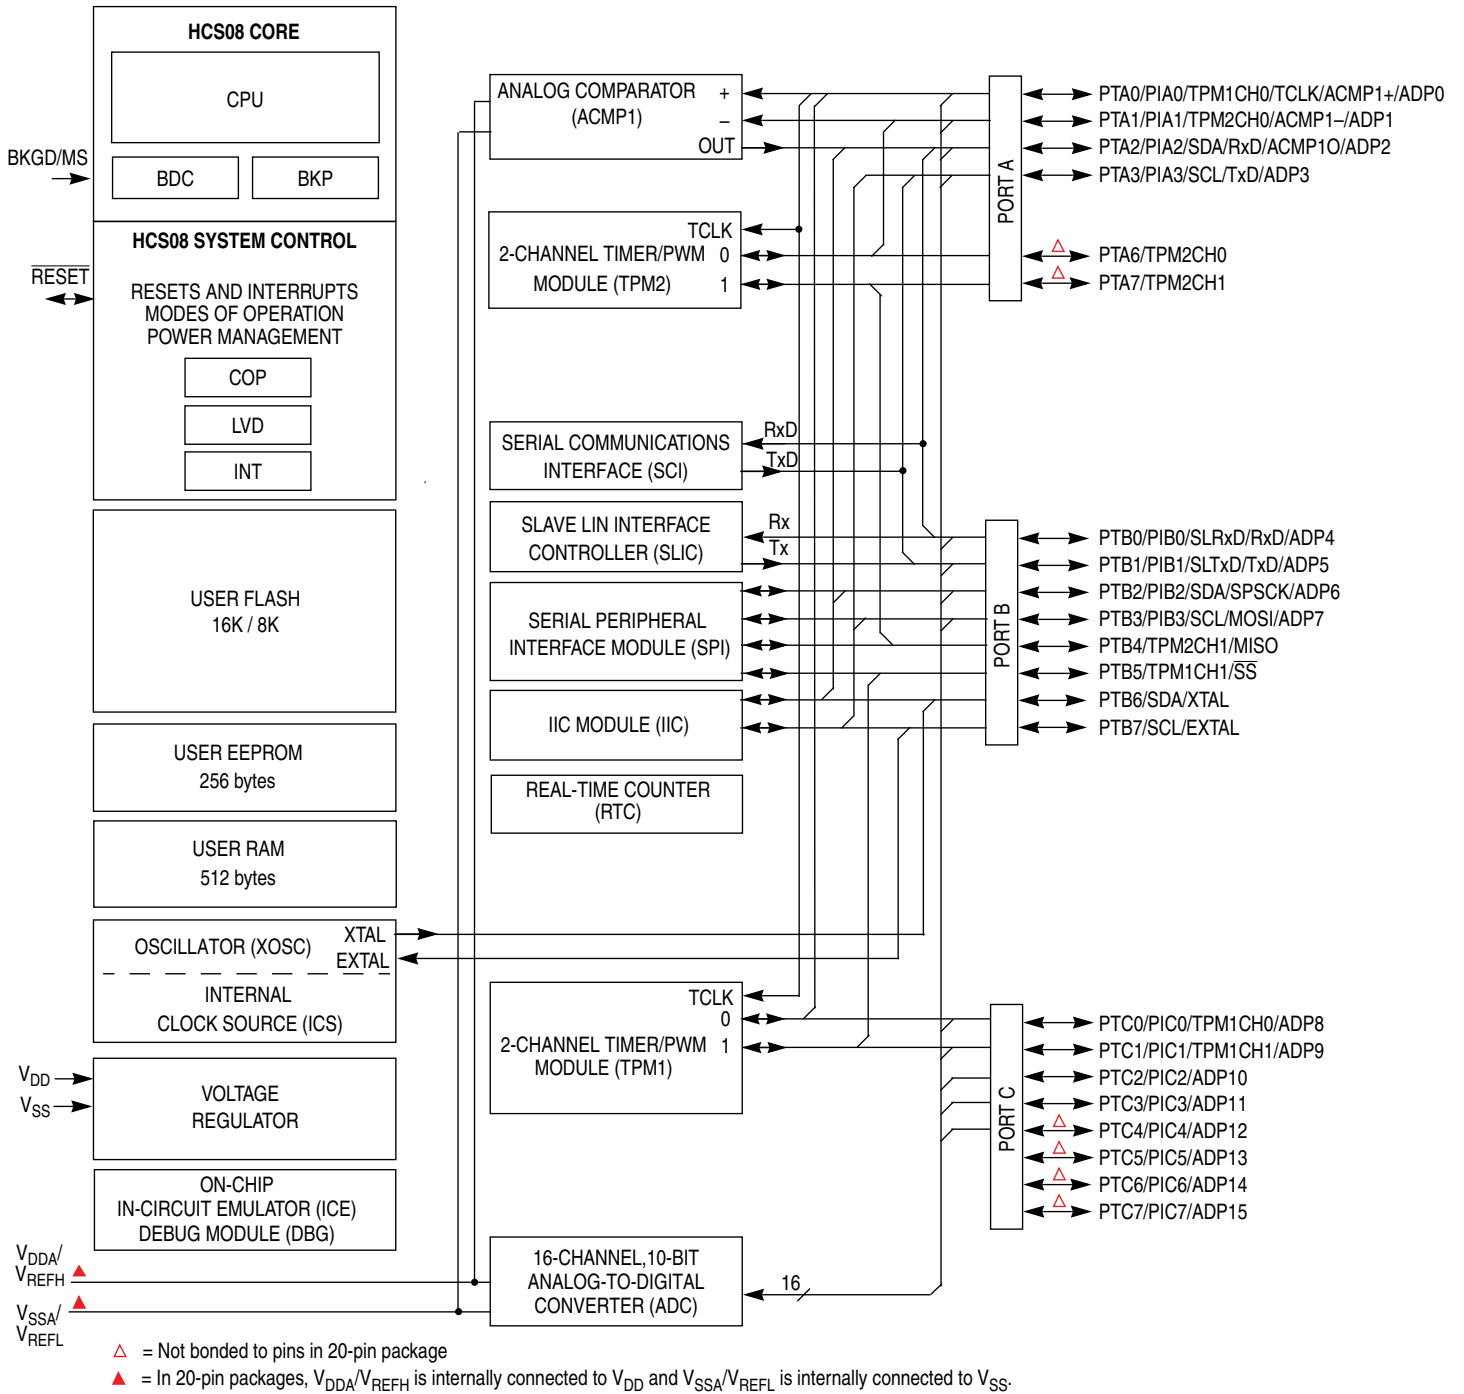 HCS08 CORE
CPU
BDC
BKP
BKGD/MS
HCS08 SYSTEM CONTROL
RESET
RESETS AND INTERRUPTS
MODES OF OPERATION
POWER MANAGEMENT
COP
LVD
INT
USER FLASH
16K / 8K
USER EEPROM
256 bytes
USER RAM
512 bytes
OSCILLATOR (XOSC)
XTAL
EXTAL
INTERNAL
CLOCK SOURCE (ICS)
VDD
VSS
VOLTAGE
REGULATOR
ON-CHIP
IN-CIRCUIT EMULATOR (ICE)
DEBUG MODULE (DBG)
VDDA/
VREFH
VSSA/
VREFL
ANALOG COMPARATOR
(ACMP1)
+
–
OUT
TCLK
2-CHANNEL TIMER/PWM 0
MODULE (TPM2) 1
SERIAL COMMUNICATIONS
INTERFACE (SCI)
RxD
TxD
SLAVE LIN INTERFACE
CONTROLLER (SLIC)
Rx
Tx
SERIAL PERIPHERAL
INTERFACE MODULE (SPI)
IIC MODULE (IIC)
REAL-TIME COUNTER
(RTC)
TCLK
0
2-CHANNEL TIMER/PWM 1
MODULE (TPM1)
16-CHANNEL,10-BIT
ANALOG-TO-DIGITAL
CONVERTER (ADC)
16
PORT A
PTA0/PIA0/TPM1CH0/TCLK/ACMP1+/ADP0
PTA1/PIA1/TPM2CH0/ACMP1–/ADP1
PTA2/PIA2/SDA/RxD/ACMP1O/ADP2
PTA3/PIA3/SCL/TxD/ADP3
PTA6/TPM2CH0
PTA7/TPM2CH1
PORT B
PTB0/PIB0/SLRxD/RxD/ADP4
PTB1/PIB1/SLTxD/TxD/ADP5
PTB2/PIB2/SDA/SPSCK/ADP6
PTB3/PIB3/SCL/MOSI/ADP7
PTB4/TPM2CH1/MISO
PTB5/TPM1CH1/SS
PTB6/SDA/XTAL
PTB7/SCL/EXTAL
PORT C
PTC0/PIC0/TPM1CH0/ADP8
PTC1/PIC1/TPM1CH1/ADP9
PTC2/PIC2/ADP10
PTC3/PIC3/ADP11
PTC4/PIC4/ADP12
PTC5/PIC5/ADP13
PTC6/PIC6/ADP14
PTC7/PIC7/ADP15
△ = Not bonded to pins in 20-pin package
▲ = In 20-pin packages, VDDA/VREFH is internally connected to VDD and VSSA/VREFL is internally connected to VSS.